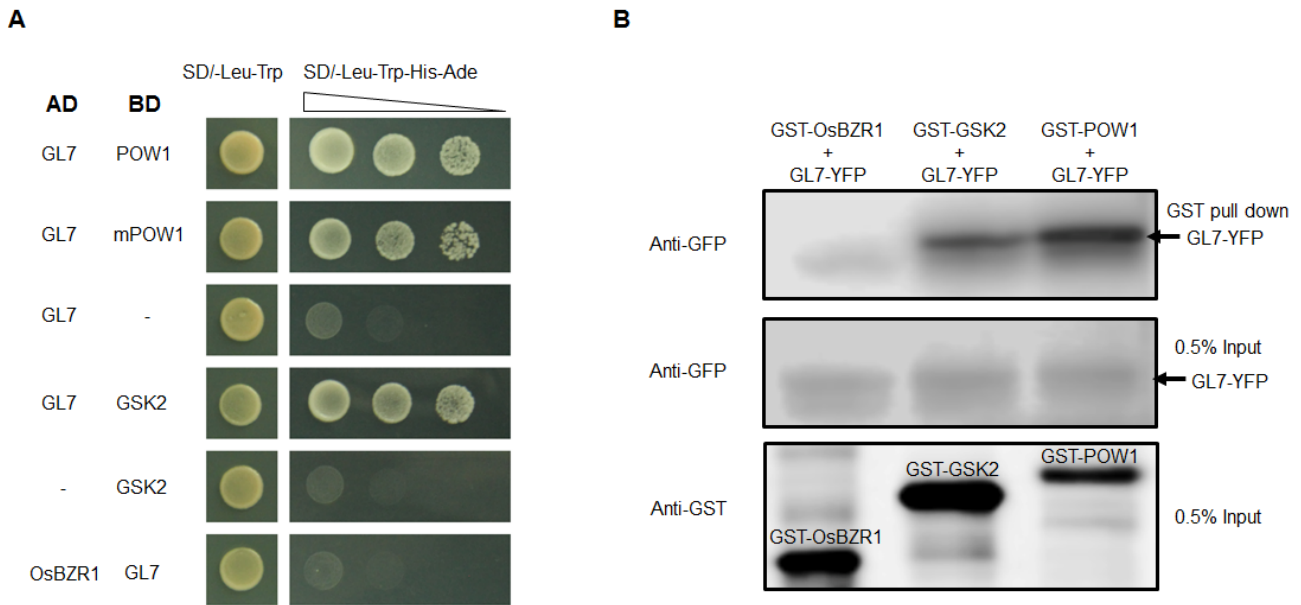 A
SD/-Leu-Trp SD/-Leu-Trp-His-Ade
AD BD
GL7 POW1
GL7 mPOW1
GL7 -
GL7 GSK2
- GSK2
OsBZR1 GL7
B
GST-OsBZR1 GST-GSK2 GST-POW1
+ + +
GL7-YFP GL7-YFP GL7-YFP
Anti-GFP
GST pull down
GL7-YFP
Anti-GFP
0.5% Input
GL7-YFP
Anti-GST
GST-OsBZR1
GST-GSK2
GST-POW1
0.5% Input